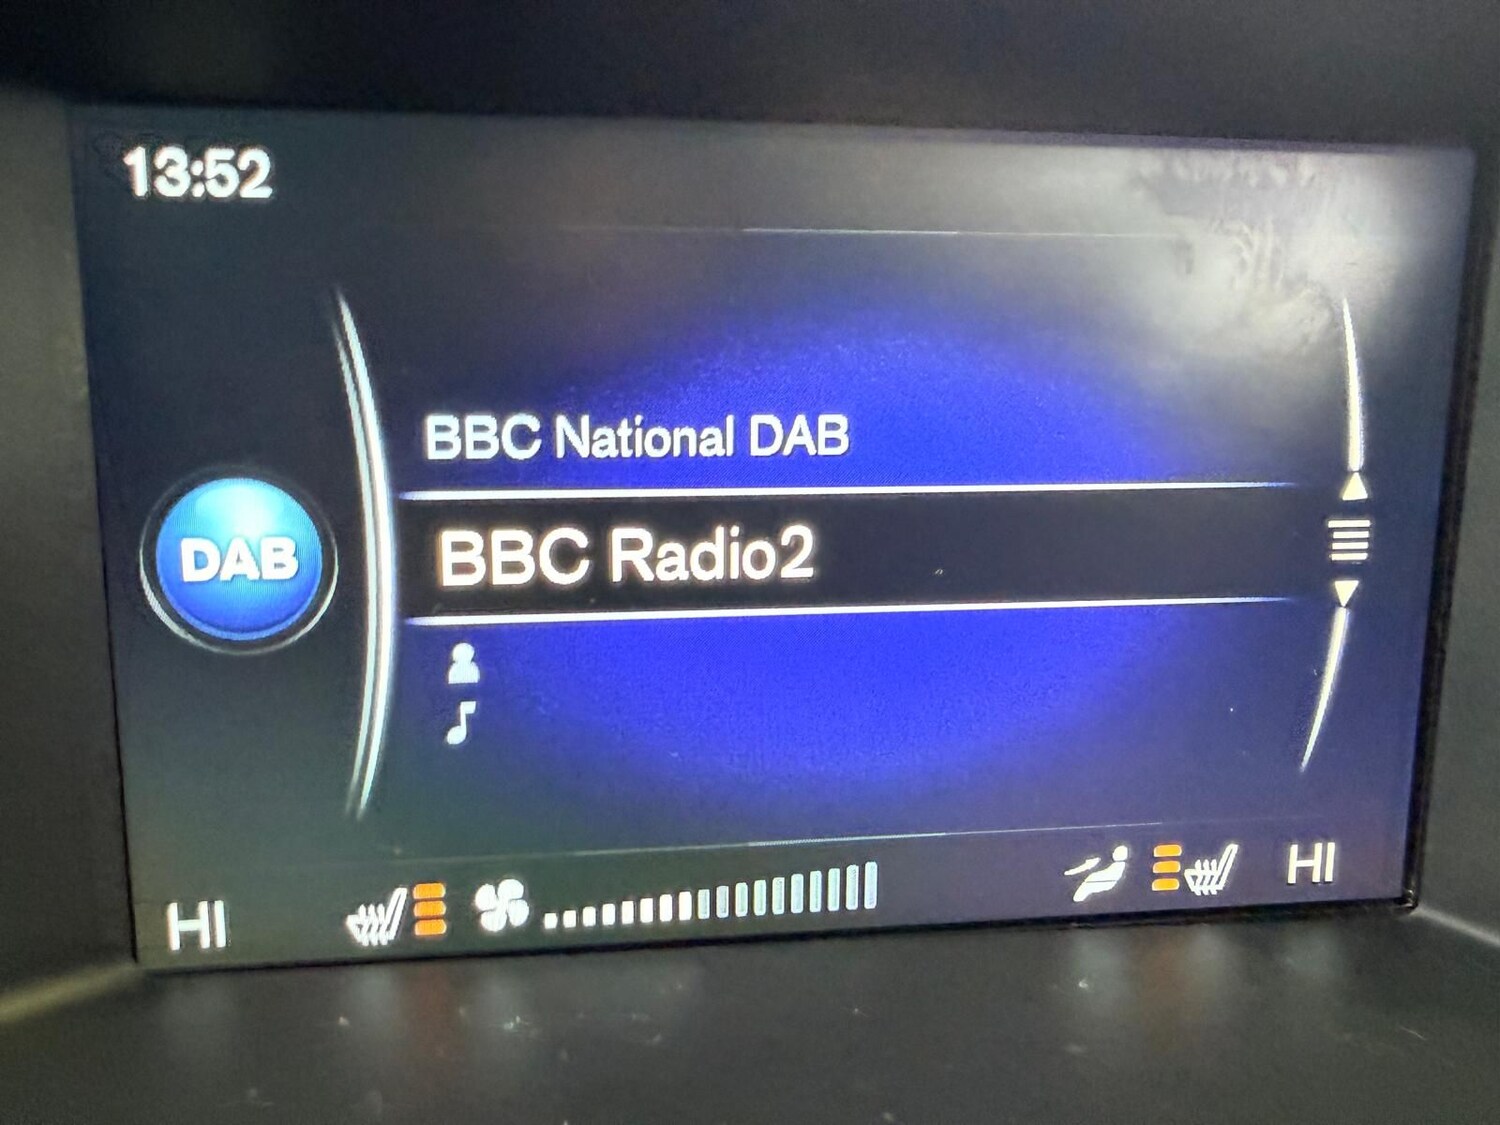 13:52
BBC National DAB
DAB
BBC Radio2
HI
HI